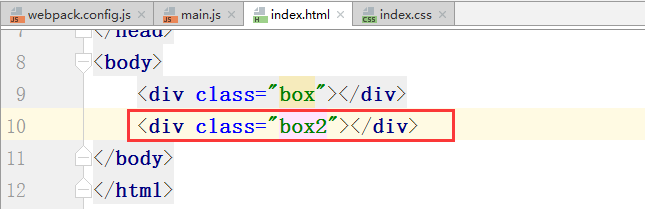 webpack.config.js main.js index.html index.css
7 </head>
8 <body>
9 <div class="box"></div>
10 <div class="box2"></div>
11 </body>
12 </html>